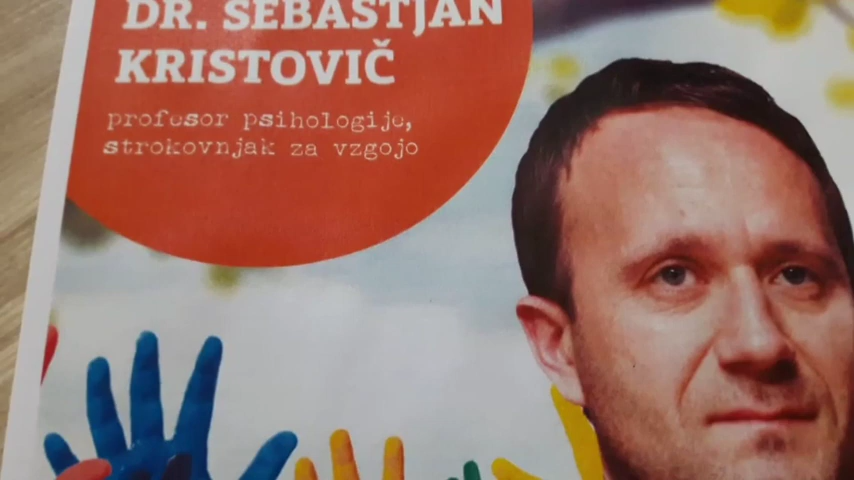 DR. SEBASTJAN
KRISTOVIČ
profesor psihologije,
strokovnjak za vzgojo